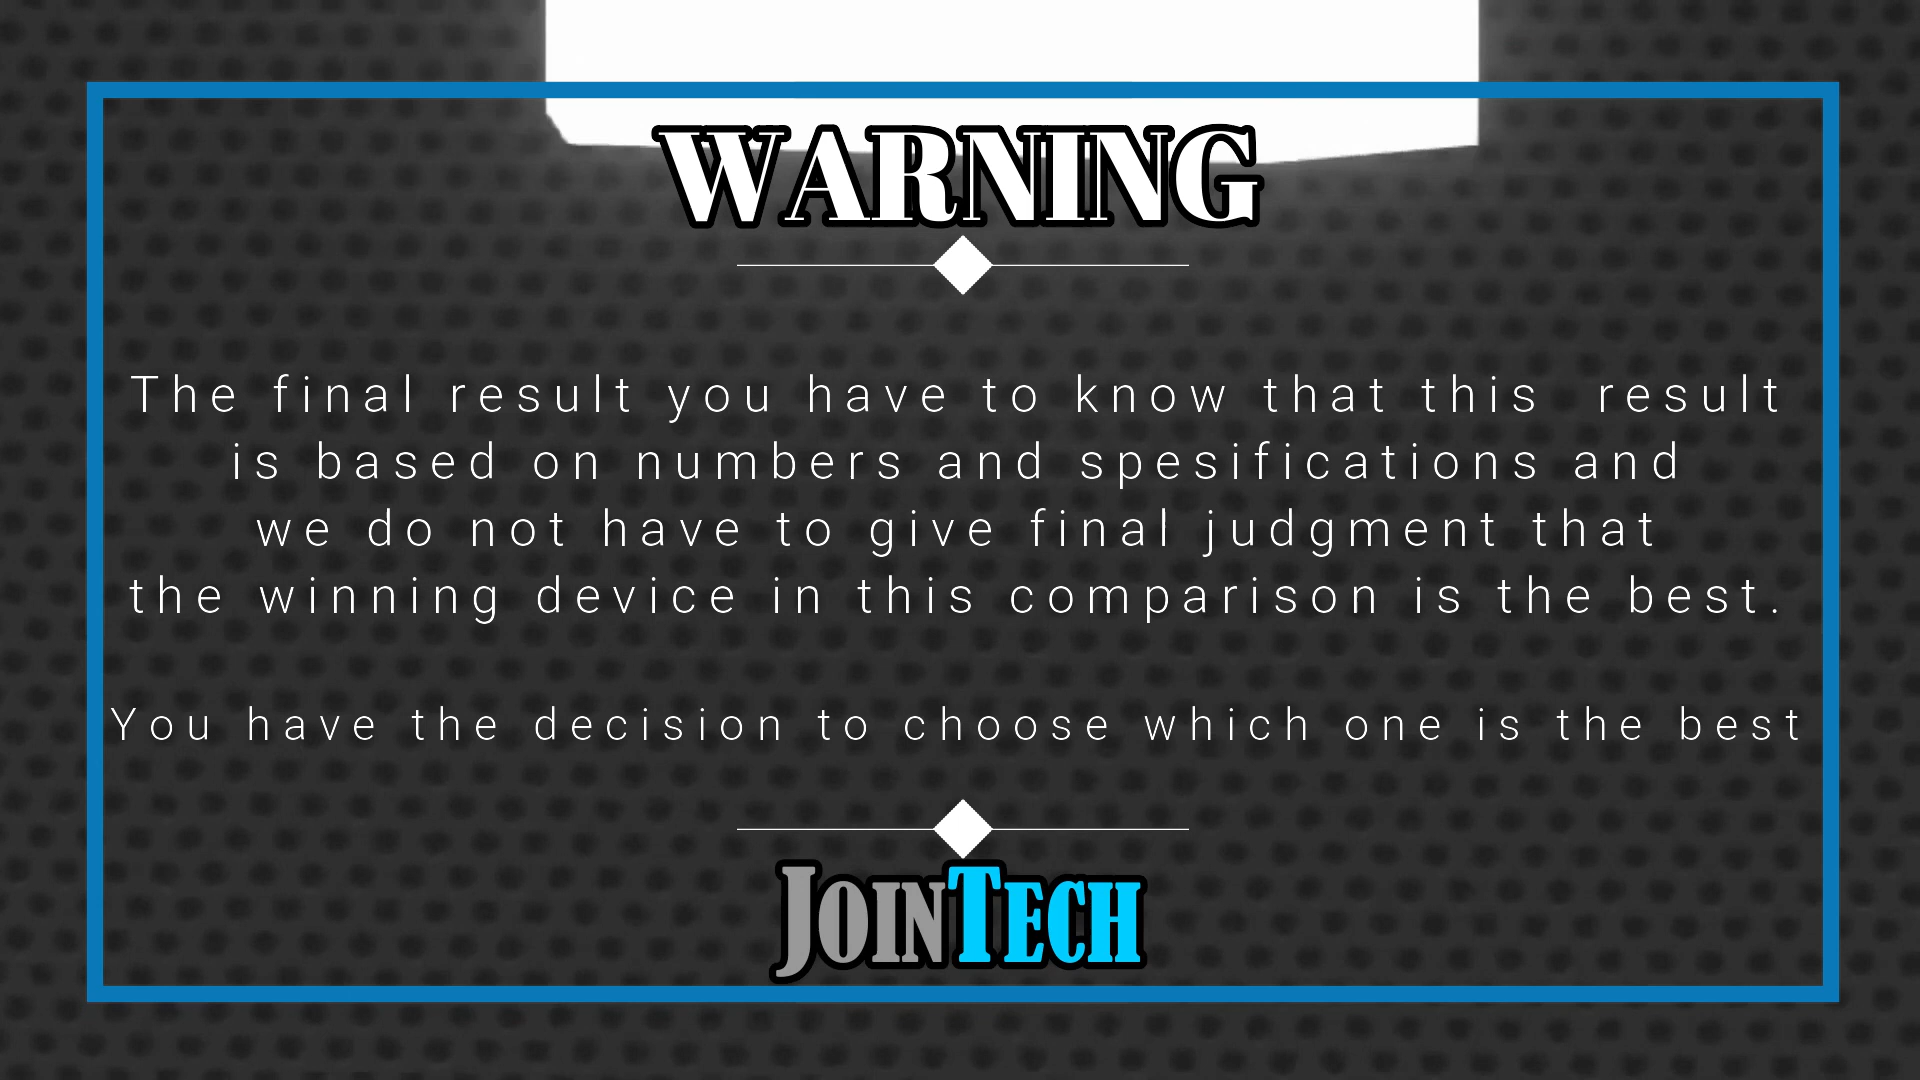 WARNING
The final result you have to know that this result
is based on numbers and spesifications and
we do not have to give final judgment that
the winning device in this comparison is the best.
You have the decision to choose which one is the best
JOINTECH